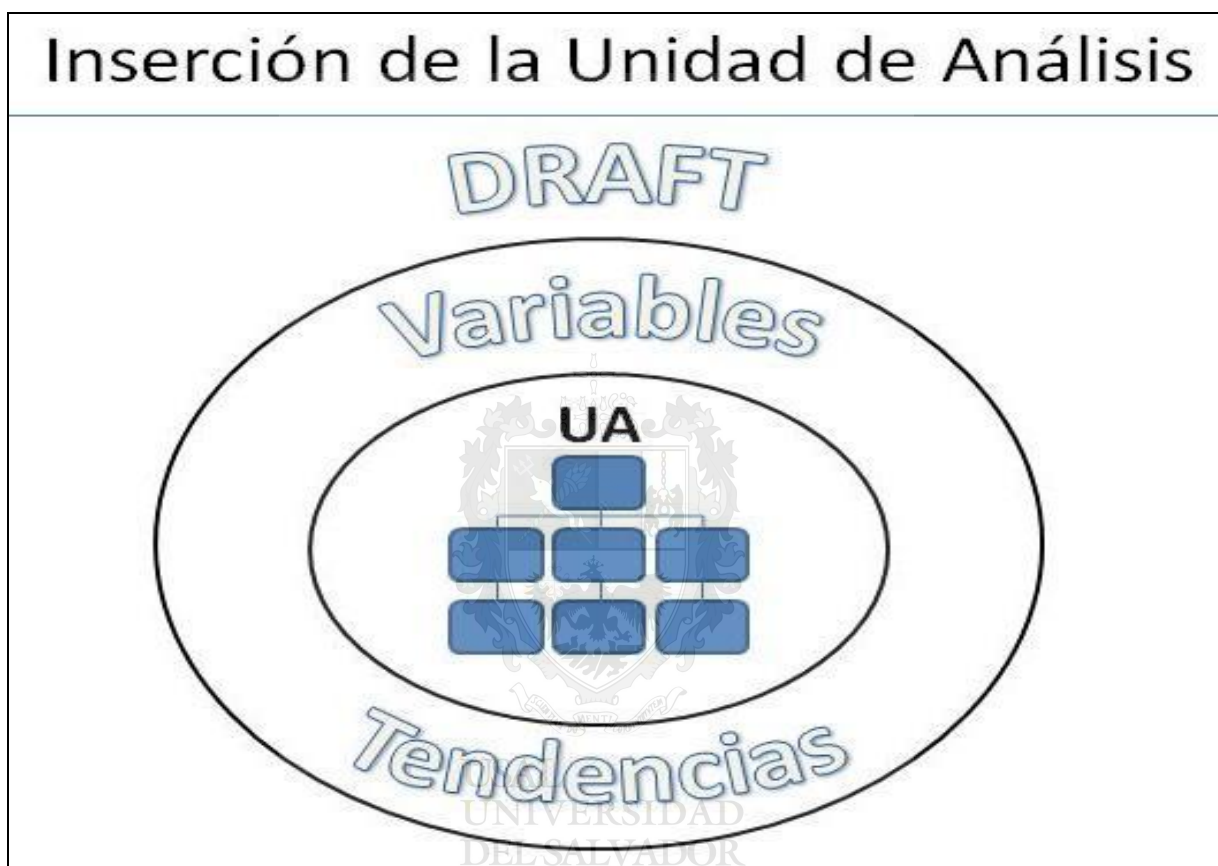 Inserción de la Unidad de Análisis
DRAFT
Variables
UA
Tendencias
UNIVERSIDAD
DEL SALVADOR